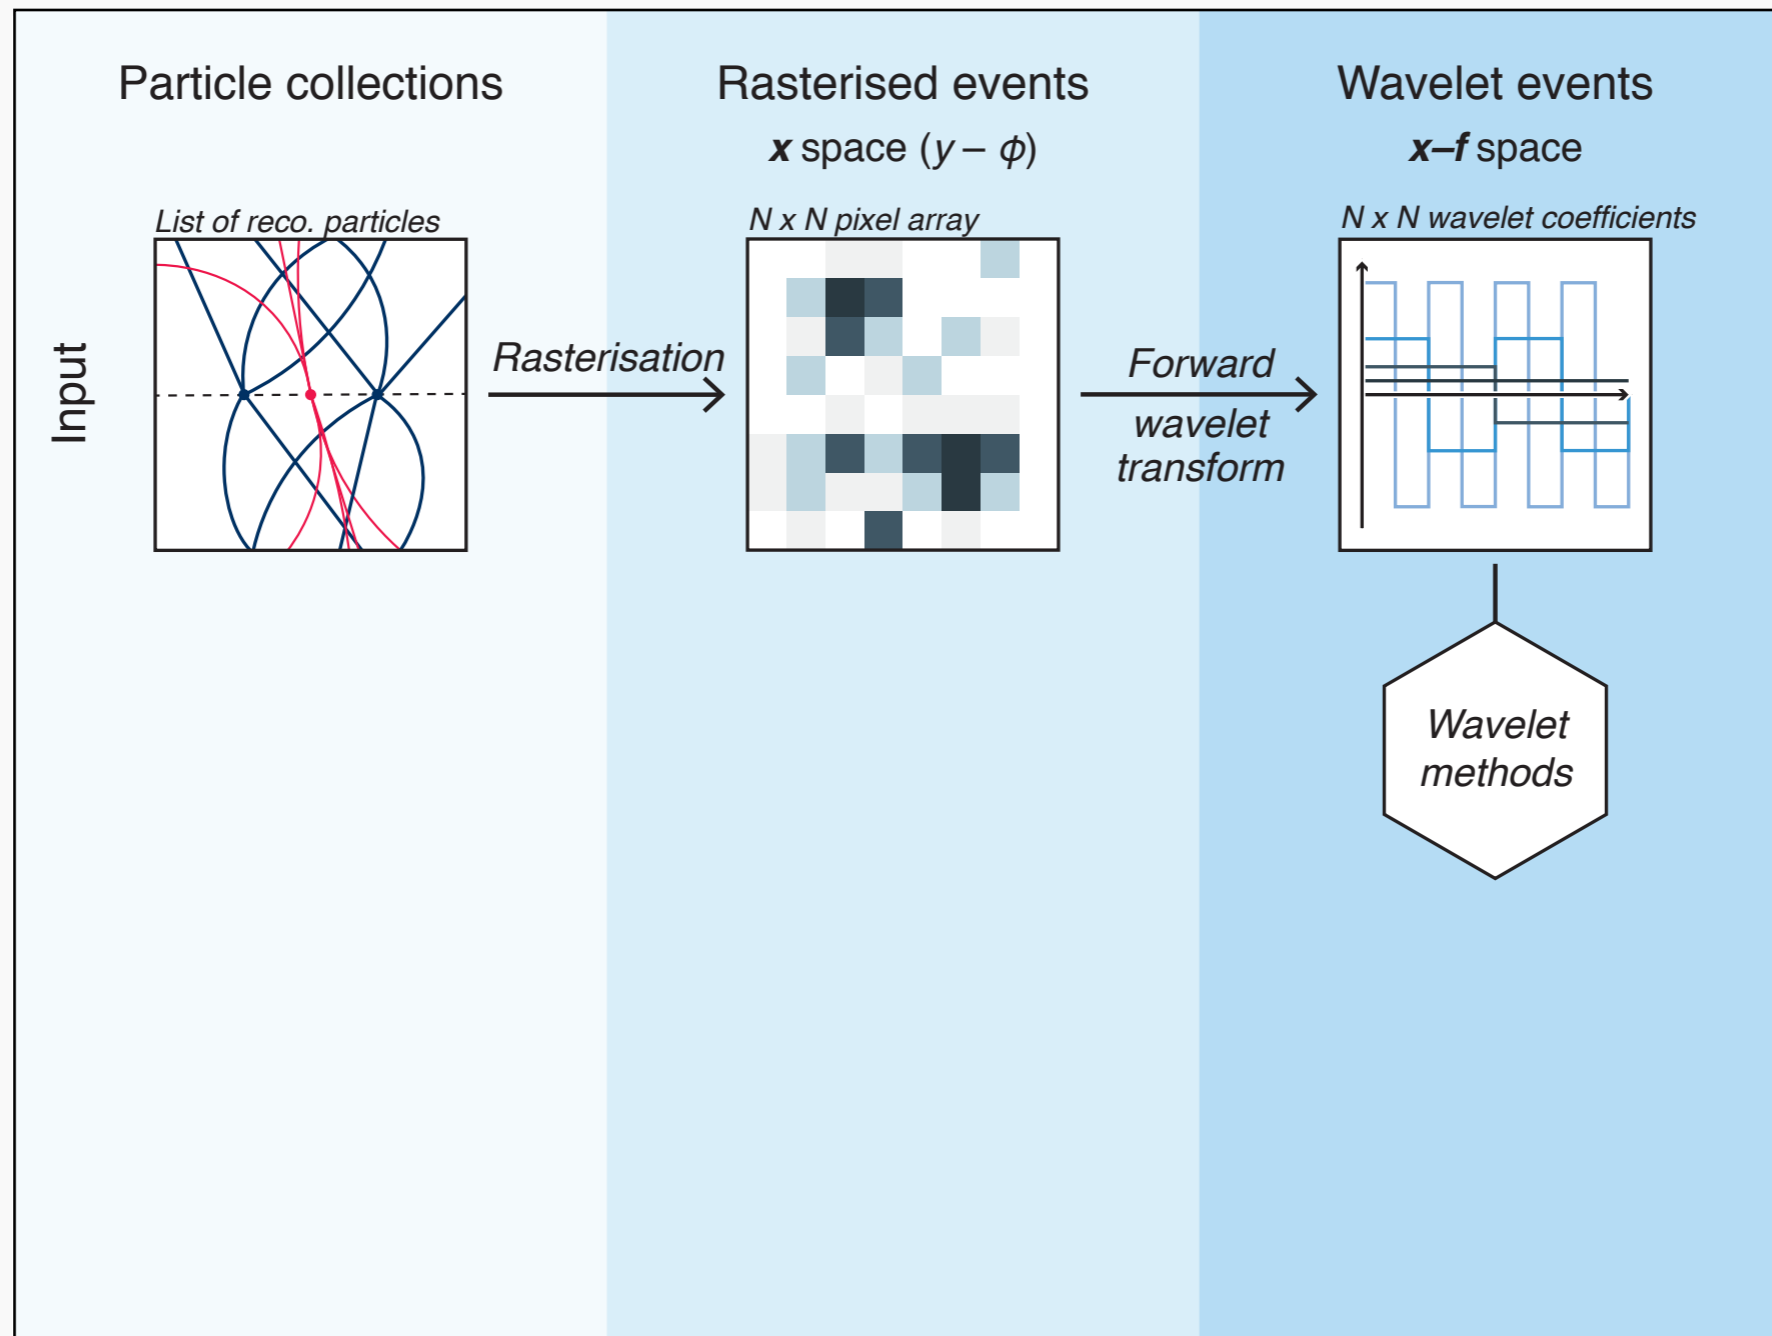 Particle collections
Rasterised events
x space (y – ϕ)
Wavelet events
x–f space
Input
List of reco. particles
Rasterisation
N x N pixel array
Forward
wavelet
transform
N x N wavelet coefficients
Wavelet
methods